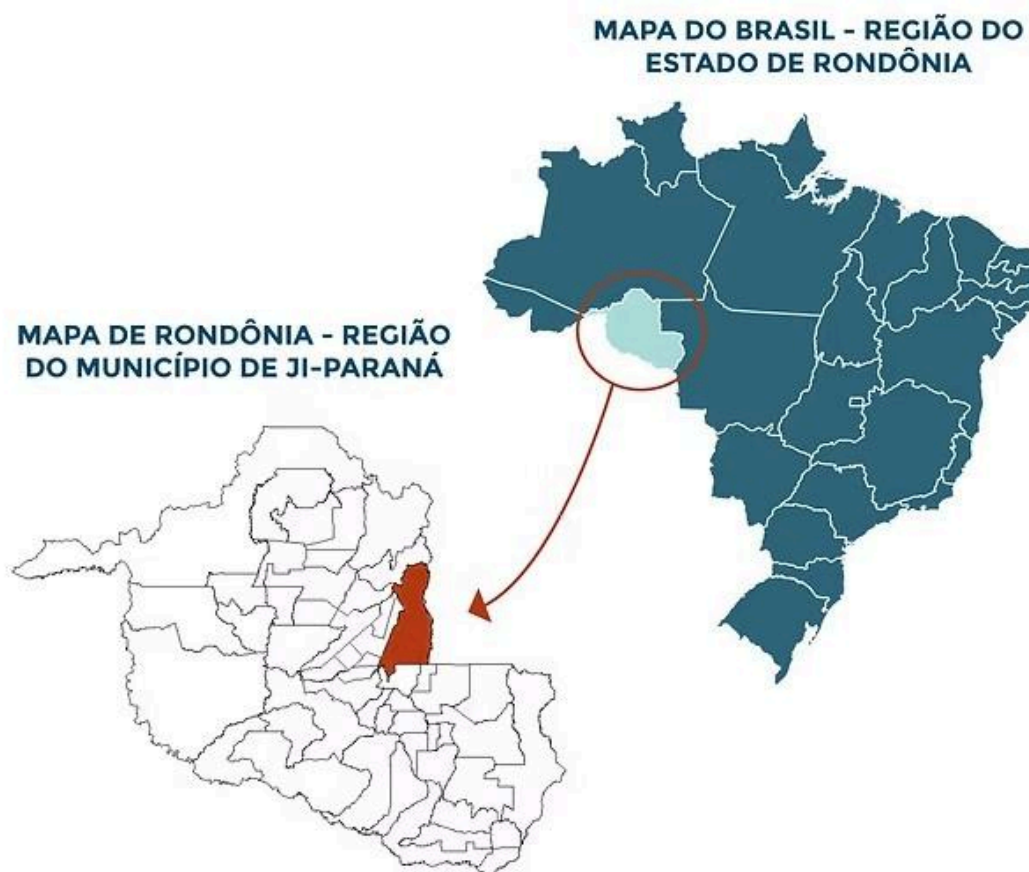 MAPA DO BRASIL - REGIÃO DO
ESTADO DE RONDÔNIA
MAPA DE RONDÔNIA - REGIÃO
DO MUNICÍPIO DE JI-PARANÁ